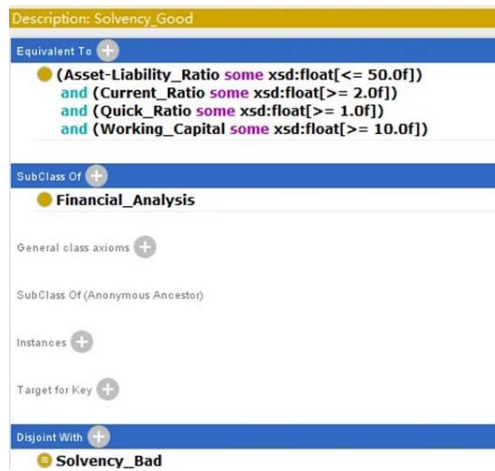 Description: Solvency_Good
Equivalent To
(Asset-Liability_Ratio some xsd:float[<= 50.0f])
and (Current_Ratio some xsd:float[>= 2.0f])
and (Quick_Ratio some xsd:float[>= 1.0f])
and (Working_Capital some xsd:float[>= 10.0f])
SubClass Of
Financial_Analysis
General class axioms
SubClass Of (Anonymous Ancestor)
Instances
Target for Key
Disjoint With
Solvency_Bad